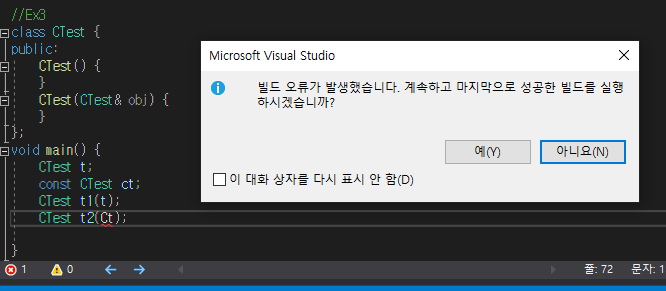 //Ex3
class CTest {
public:
CTest() {
}
CTest(CTest& obj) {
}
};
void main() {
CTest t;
const CTest ct;
CTest t1(t);
CTest t2(Ct);
}
Microsoft Visual Studio
빌드 오류가 발생했습니다. 계속하고 마지막으로 성공한 빌드를 실행
하시겠습니까?
예(Y) 아니요(N)
이 대화 상자를 다시 표시 안 함(D)
1 0 줄: 72 문자: 1